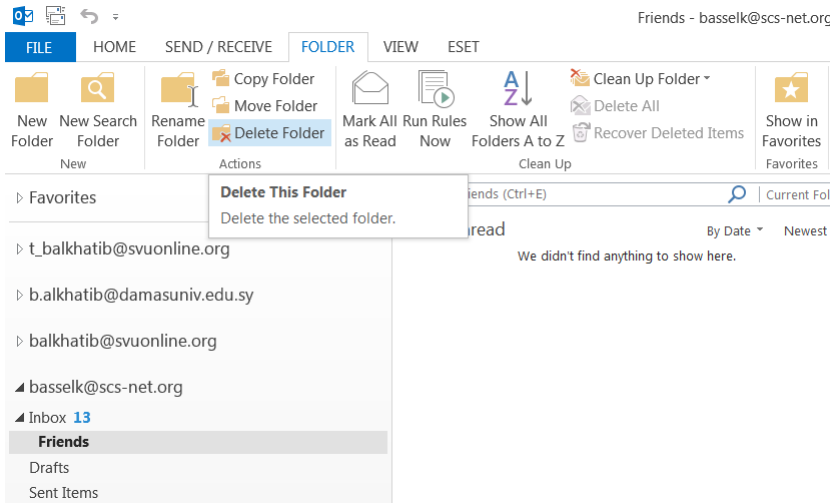 Friends - basselk@scs-net.org
FILE HOME SEND / RECEIVE FOLDER VIEW ESET
New Folder
New Search Folder
New
Rename Folder
Copy Folder
Move Folder
Delete Folder
Actions
Mark All as Read
Run Rules Now
Show All Folders A to Z
Clean Up Folder
Delete All
Recover Deleted Items
Clean Up
Show in Favorites
Favorites
Delete This Folder
Delete the selected folder.
Favorites
t_balkhatib@svuonline.org
b.alkhatib@damasuniv.edu.sy
balkhatib@svuonline.org
basselk@scs-net.org
Inbox 13
Friends
Drafts
Sent Items
iends (Ctrl+E)
Current Fol
read By Date Newest
We didn't find anything to show here.